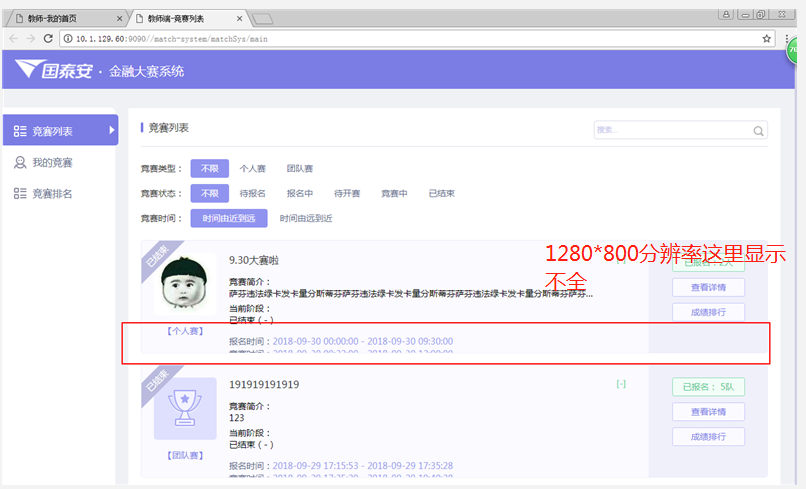 教师-我的首页
教师端-竞赛列表
10.1.129.60:9090//match-system/matchSys/main
国泰安 · 金融大赛系统
竞赛列表
我的竞赛
竞赛排名
竞赛列表
搜索...
竞赛类型： 不限 个人赛 团队赛
竞赛状态： 不限 待报名 报名中 待开赛 竞赛中 已结束
竞赛时间： 时间由近到远 时间由远到近
1280*800分辨率这里显示
不全
已结束
9.30大赛啦
竞赛简介：
萨芬违法绿卡发卡量分斯蒂芬萨芬违法绿卡发卡量分斯蒂芬萨芬违法绿卡发卡量分斯蒂芬萨芬...
当前阶段：
已结束 ( - )
【个人赛】
报名时间：2018-09-30 00:00:00 - 2018-09-30 09:30:00
查看详情
成绩排行
已结束
191919191919
[-]
竞赛简介：
123
当前阶段：
已结束 ( - )
【团队赛】
报名时间：2018-09-29 17:15:53 - 2018-09-29 17:35:28
已报名： 5队
查看详情
成绩排行